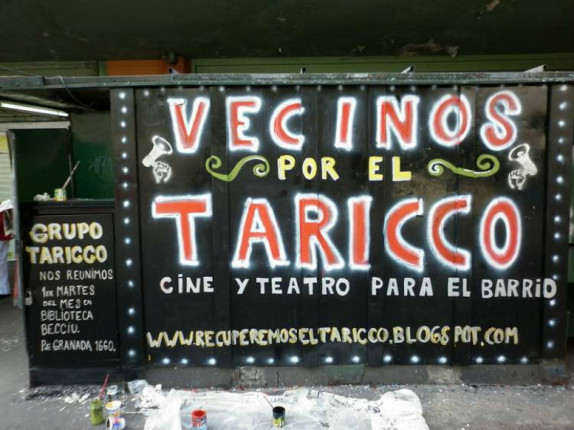 VECINOS
POR EL
TARICCO
CINE Y TEATRO PARA EL BARRIO
WWW.RECUPEREMOSELTARICCO.BLOGSPOT.COM
GRUPO
TARICCO
NOS REUNIMOS
1ER MARTES
DEL MES EN
BIBLIOTECA
BECCIU.
PZ GRANADA 1660.